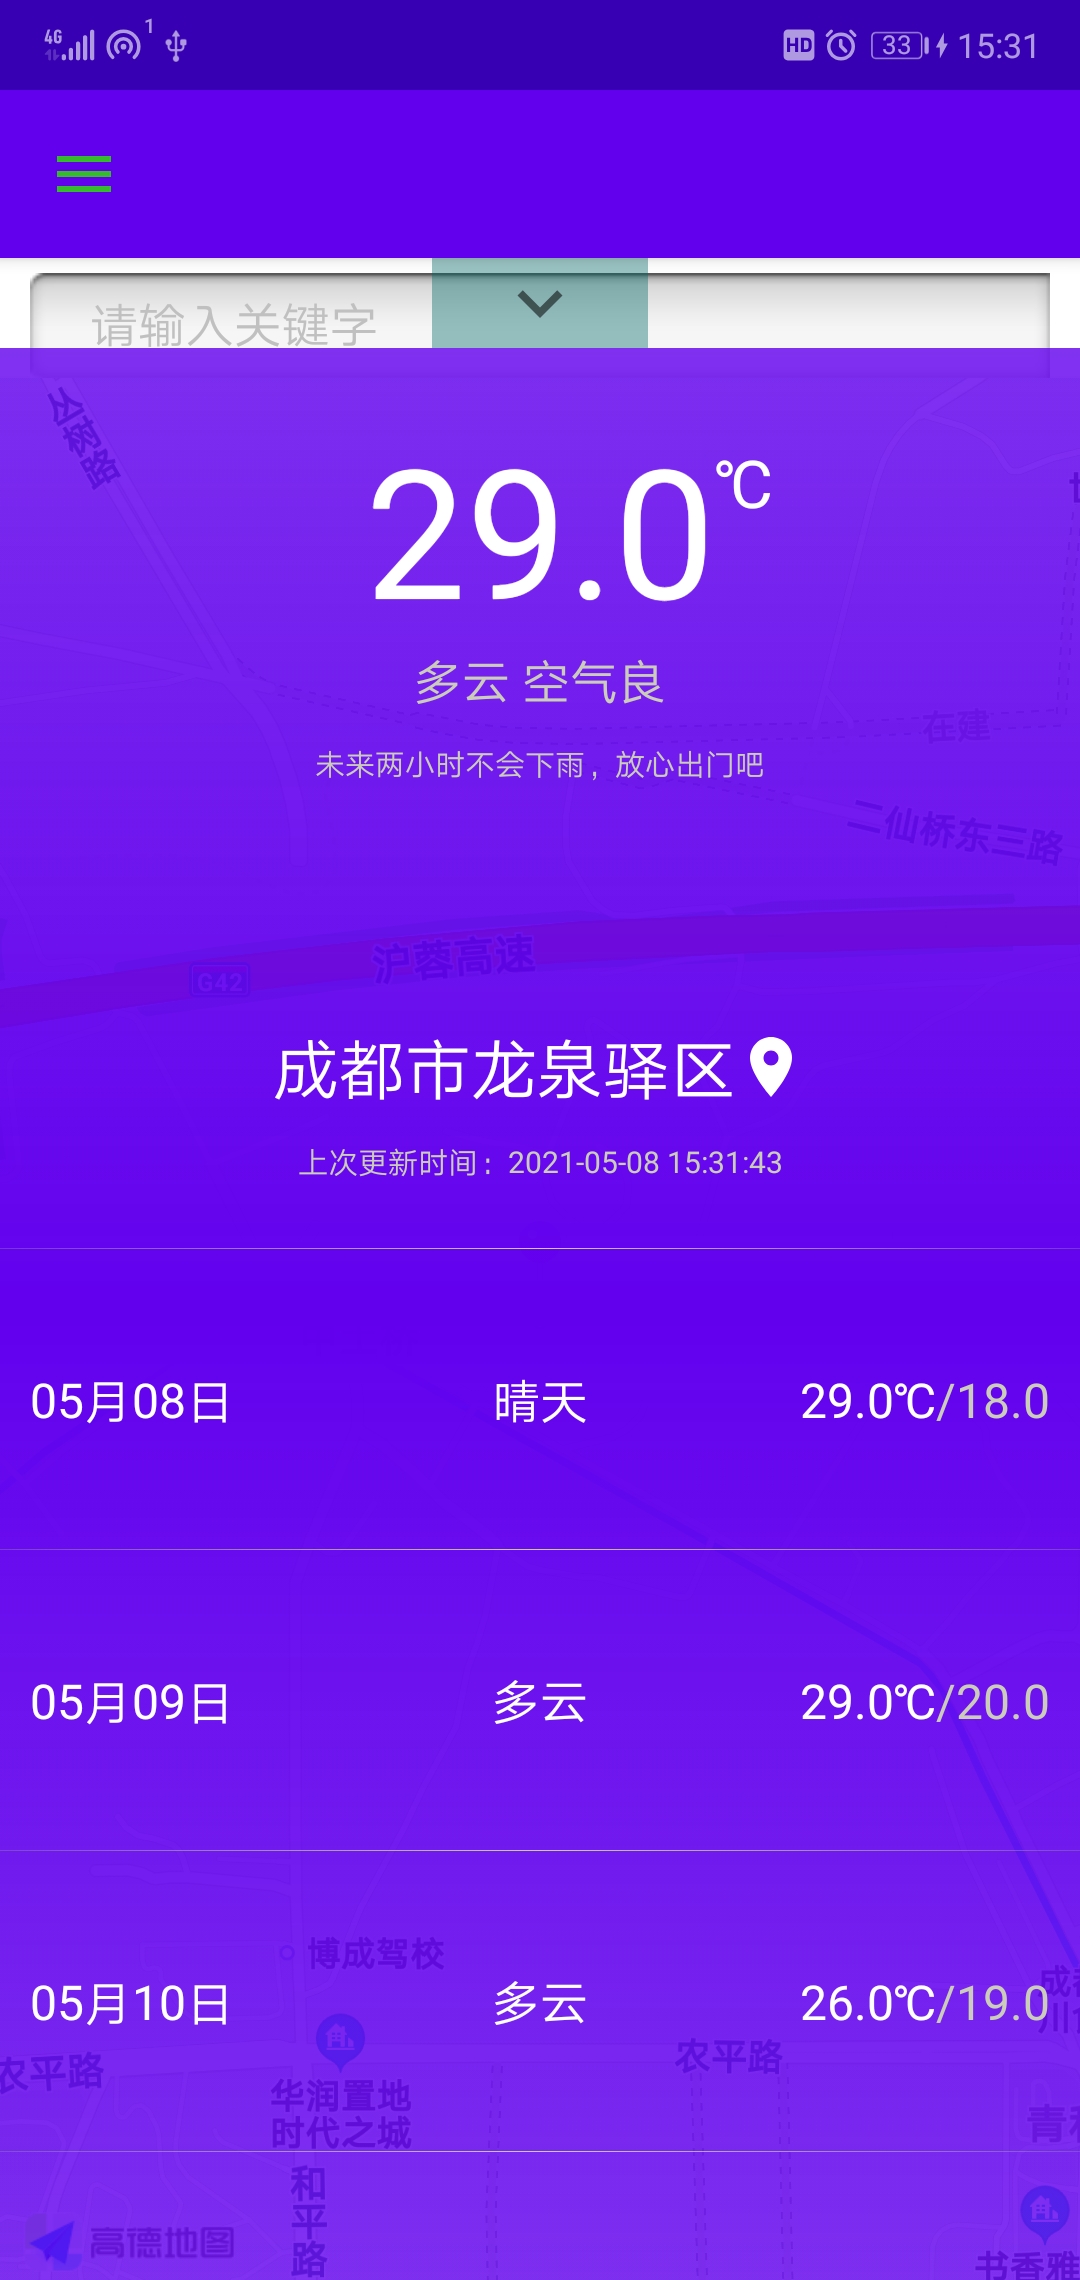 4G 1 HD 33 15:31
请输入关键字
丛树路
29.0℃
多云 空气良
在建
未来两小时不会下雨，放心出门吧
二仙桥东三路
沪蓉高速
G42
成都市龙泉驿区
上次更新时间：2021-05-08 15:31:43
05月08日 晴天 29.0℃/18.0
05月09日 多云 29.0℃/20.0
博成驾校
05月10日 多云 26.0℃/19.0
农平路
农平路
华润置地
时代之城
和平路
高德地图
书香雅